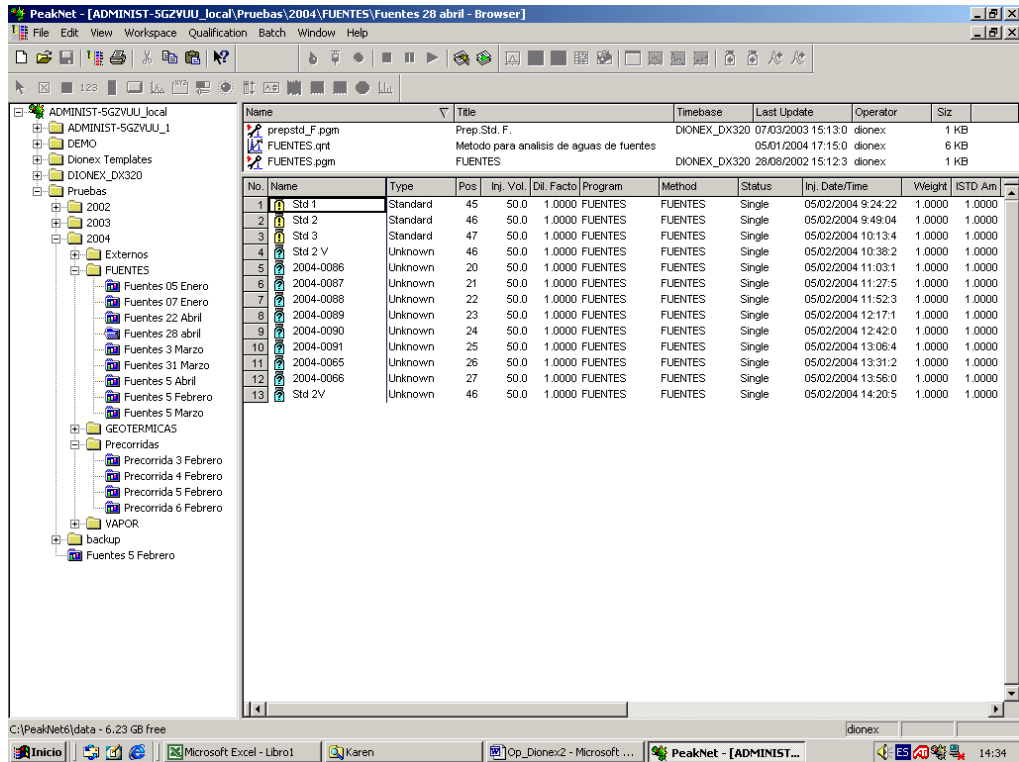 PeakNet - [ADMINIST-5GZVUU_local\Pruebas\2004\FUENTES\Fuentes 28 abril - Browser]
File Edit View Workspace Qualification Batch Window Help
123
ADMINIST-5GZVUU_local
ADMINIST-5GZVUU_1
DEMO
Dionex Templates
DIONEX_DX320
Pruebas
2002
2003
2004
Externos
FUENTES
Fuentes 05 Enero
Fuentes 07 Enero
Fuentes 22 Abril
Fuentes 28 abril
Fuentes 3 Marzo
Fuentes 31 Marzo
Fuentes 5 Abril
Fuentes 5 Febrero
Fuentes 5 Marzo
GEOTERMICAS
Precorridas
Precorrida 3 Febrero
Precorrida 4 Febrero
Precorrida 5 Febrero
Precorrida 6 Febrero
VAPOR
backup
Fuentes 5 Febrero
Name Title Timebase Last Update Operator Siz
prepstd_F.pgm Prep.Std. F. DIONEX_DX320 07/03/2003 15:13:0 dionex 1 KB
FUENTES.qnt Metodo para analisis de aguas de fuentes 05/01/2004 17:15:0 dionex 6 KB
FUENTES.pgm FUENTES DIONEX_DX320 28/08/2002 15:12:3 dionex 1 KB
No. Name Type Pos Inj. Vol. Dil. Facto Program Method Status Inj. Date/Time Weight ISTD Am
1 Std 1 Standard 45 50.0 1.0000 FUENTES FUENTES Single 05/02/2004 9:24:22 1.0000 1.0000
2 Std 2 Standard 46 50.0 1.0000 FUENTES FUENTES Single 05/02/2004 9:49:04 1.0000 1.0000
3 Std 3 Standard 47 50.0 1.0000 FUENTES FUENTES Single 05/02/2004 10:13:4 1.0000 1.0000
4 Std 2 V Unknown 46 50.0 1.0000 FUENTES FUENTES Single 05/02/2004 10:38:2 1.0000 1.0000
5 2004-0086 Unknown 20 50.0 1.0000 FUENTES FUENTES Single 05/02/2004 11:03:1 1.0000 1.0000
6 2004-0087 Unknown 21 50.0 1.0000 FUENTES FUENTES Single 05/02/2004 11:27:5 1.0000 1.0000
7 2004-0088 Unknown 22 50.0 1.0000 FUENTES FUENTES Single 05/02/2004 11:52:3 1.0000 1.0000
8 2004-0089 Unknown 23 50.0 1.0000 FUENTES FUENTES Single 05/02/2004 12:17:1 1.0000 1.0000
9 2004-0090 Unknown 24 50.0 1.0000 FUENTES FUENTES Single 05/02/2004 12:42:0 1.0000 1.0000
10 2004-0091 Unknown 25 50.0 1.0000 FUENTES FUENTES Single 05/02/2004 13:06:4 1.0000 1.0000
11 2004-0065 Unknown 26 50.0 1.0000 FUENTES FUENTES Single 05/02/2004 13:31:2 1.0000 1.0000
12 2004-0066 Unknown 27 50.0 1.0000 FUENTES FUENTES Single 05/02/2004 13:56:0 1.0000 1.0000
13 Std 2V Unknown 46 50.0 1.0000 FUENTES FUENTES Single 05/02/2004 14:20:5 1.0000 1.0000
C:\PeakNet6\data - 6.23 GB free dionex
Inicio Microsoft Excel - Libro1 Karen Op_Dionex2 - Microsoft ... PeakNet - [ADMINIST... ES 14:34